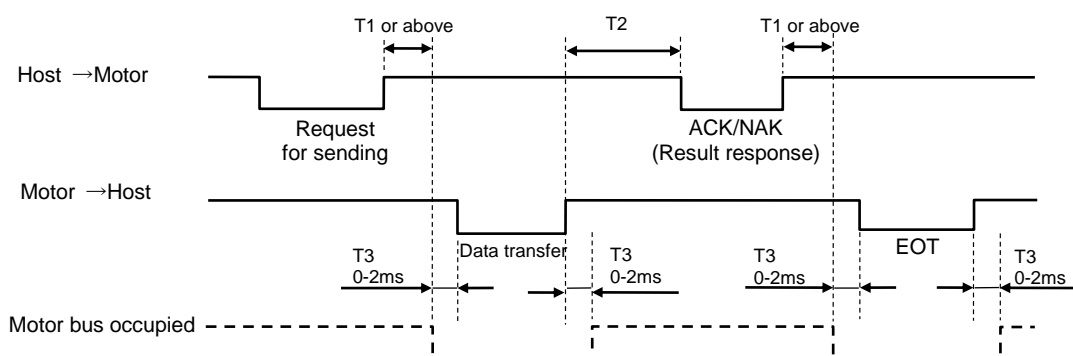 T1 or above
T2
T1 or above
Host →Motor
Request
for sending
ACK/NAK
(Result response)
Motor →Host
Data transfer
EOT
T3
0-2ms
T3
0-2ms
T3
0-2ms
T3
0-2ms
Motor bus occupied